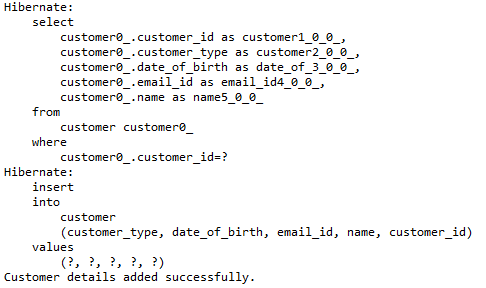 Hibernate:
    select
        customer0_.customer_id as customer1_0_0_,
        customer0_.customer_type as customer2_0_0_,
        customer0_.date_of_birth as date_of_3_0_0_,
        customer0_.email_id as email_id4_0_0_,
        customer0_.name as name5_0_0_
    from
        customer customer0_
    where
        customer0_.customer_id=?
Hibernate:
    insert
    into
        customer
        (customer_type, date_of_birth, email_id, name, customer_id)
    values
        (?, ?, ?, ?, ?)
Customer details added successfully.